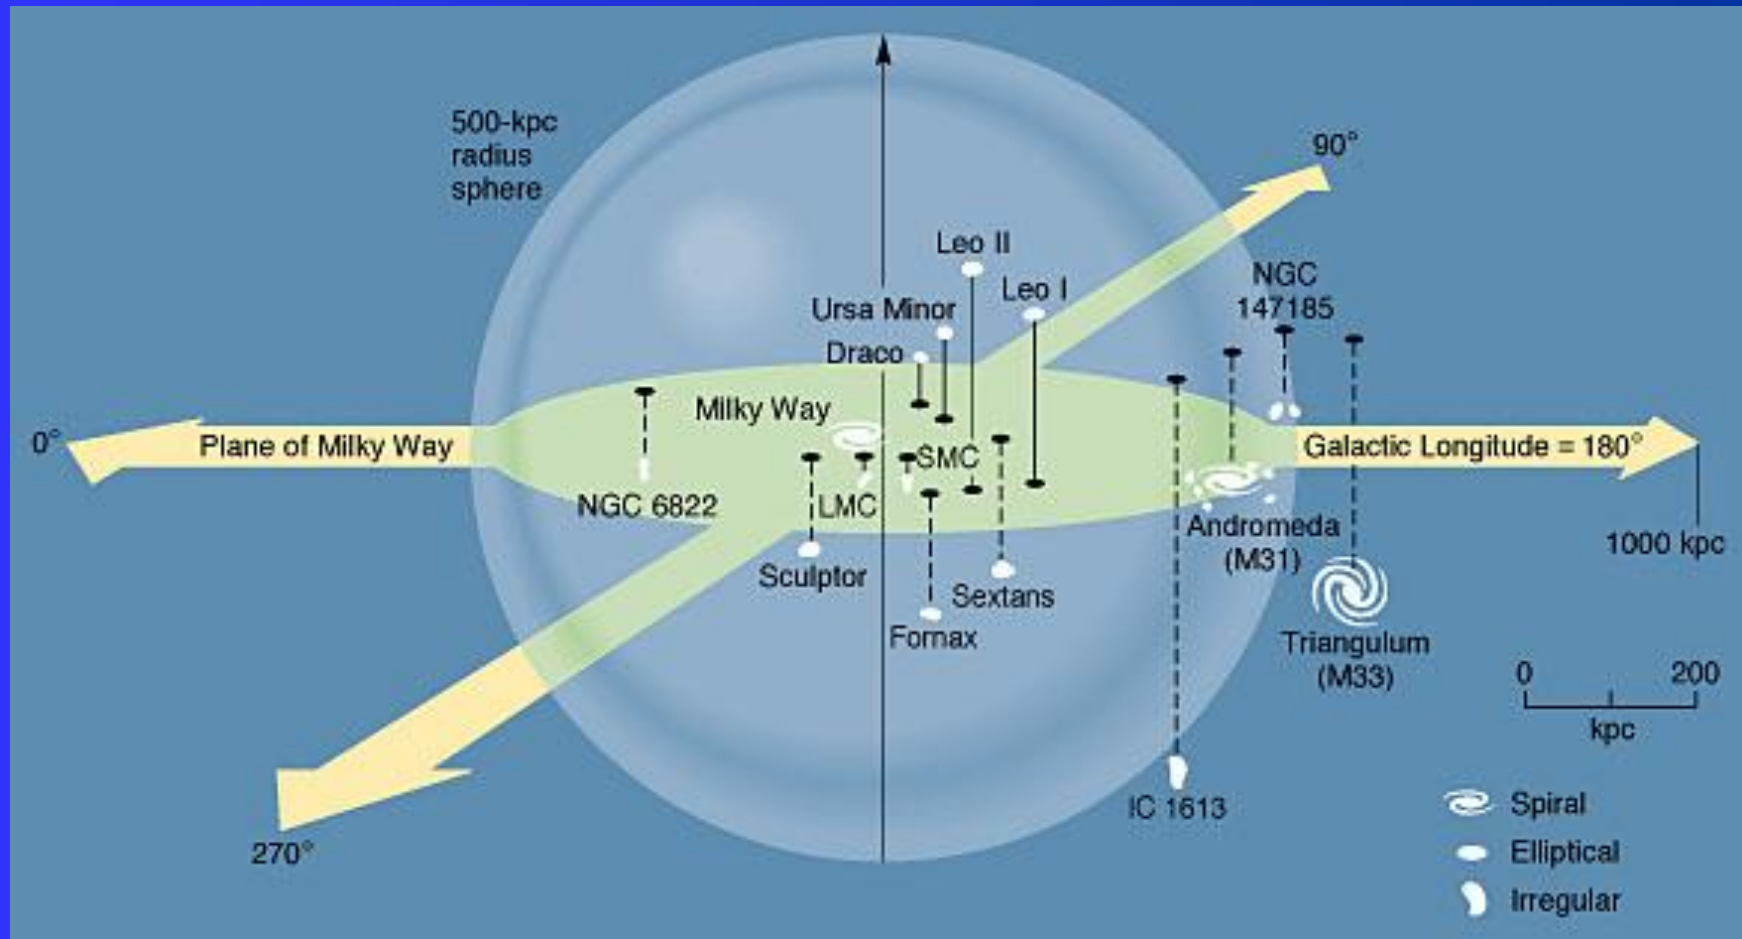 500-kpc
radius
sphere
90°
Leo II
NGC
147185
Leo I
Ursa Minor
Draco
Milky Way
0°
Plane of Milky Way
SMC
Galactic Longitude = 180°
NGC 6822
LMC
Andromeda
(M31)
1000 kpc
Sculptor
Sextans
Fornax
Triangulum
(M33)
0 200
kpc
IC 1613
270°
Spiral
Elliptical
Irregular